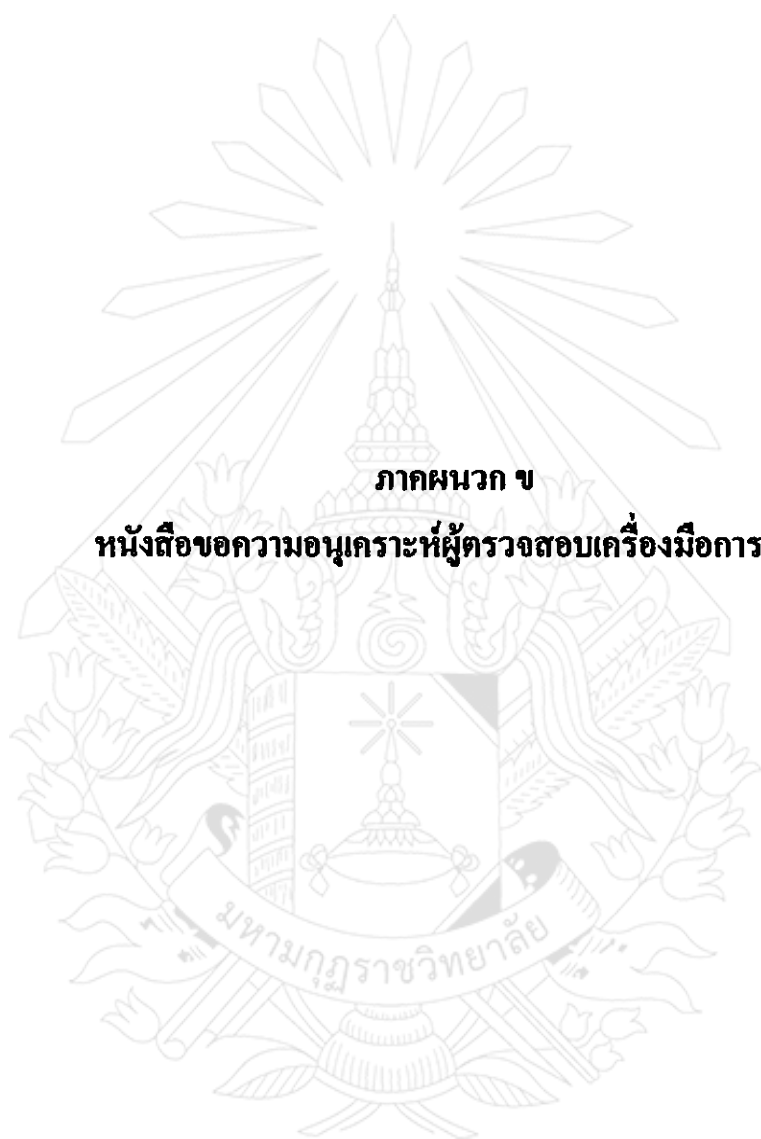 ภาคผนวก ข
หนังสือขอความอนุเคราะห์ผู้ตรวจสอบเครื่องมือการ
มหามกุฏราชวิทยาลัย